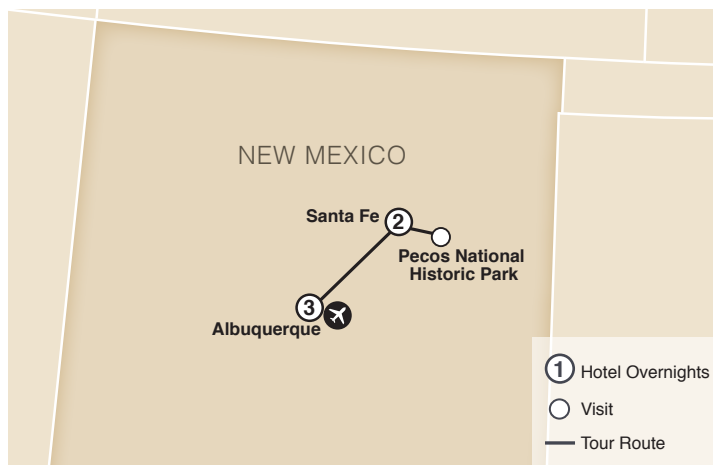 NEW MEXICO
Santa Fe 2
Pecos National
Historic Park
3
Albuquerque
1 Hotel Overnights
Visit
Tour Route